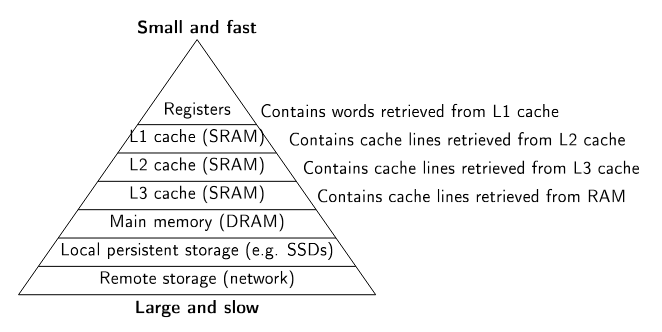 Small and fast
Registers
Contains words retrieved from L1 cache
L1 cache (SRAM)
Contains cache lines retrieved from L2 cache
L2 cache (SRAM)
Contains cache lines retrieved from L3 cache
L3 cache (SRAM)
Contains cache lines retrieved from RAM
Main memory (DRAM)
Local persistent storage (e.g. SSDs)
Remote storage (network)
Large and slow